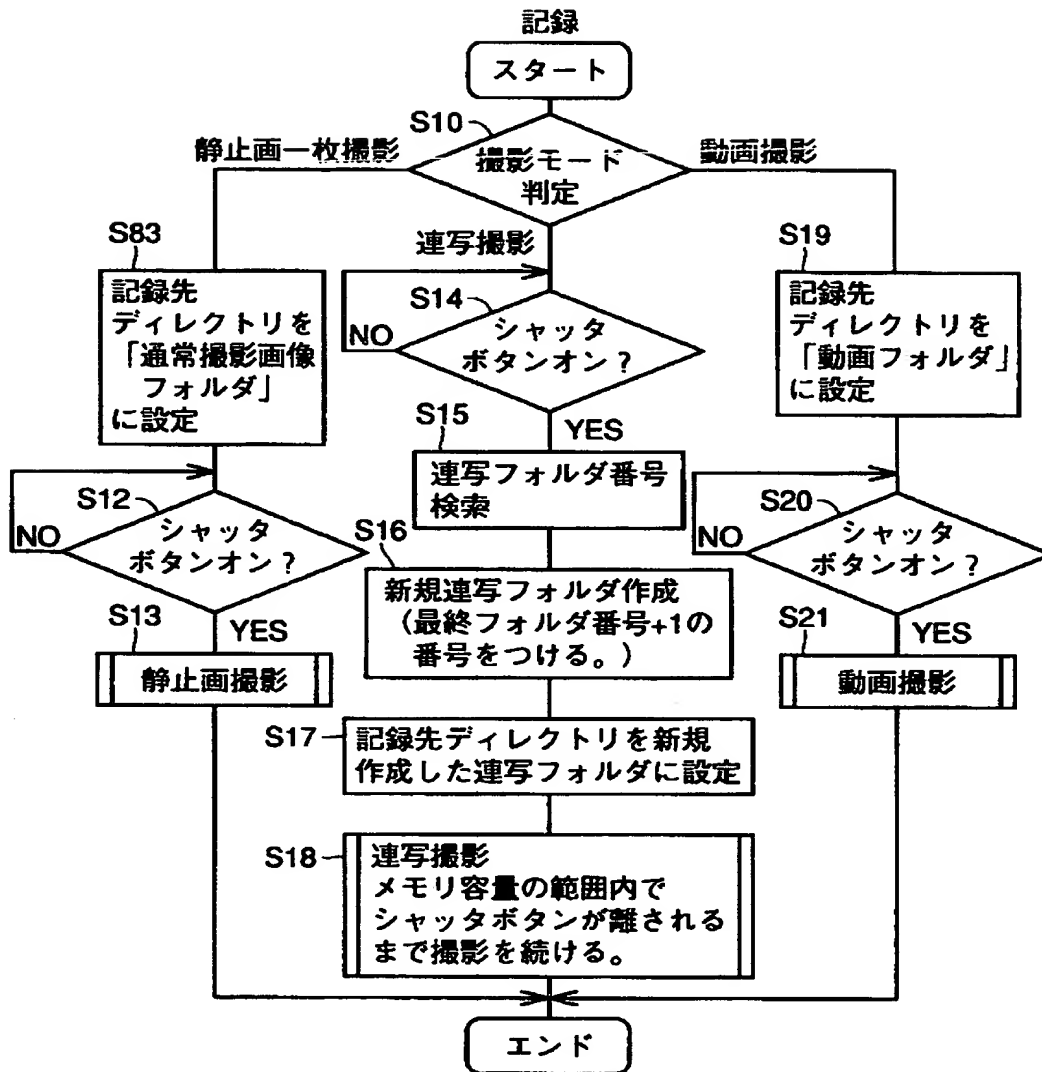 記録
スタート
S10
撮影モード
判定
静止画一枚撮影
動画撮影
連写撮影
S83
記録先
ディレクトリを
「通常撮影画像
フォルダ」
に設定
S12
シャッタ
ボタンオン？
NO
YES
S13
静止画撮影
S14
シャッタ
ボタンオン？
NO
YES
S15
連写フォルダ番号
検索
S16
新規連写フォルダ作成
（最終フォルダ番号+1の
番号をつける。）
S17
記録先ディレクトリを新規
作成した連写フォルダに設定
S18
連写撮影
メモリ容量の範囲内で
シャッタボタンが離される
まで撮影を続ける。
S19
記録先
ディレクトリを
「動画フォルダ」
に設定
S20
シャッタ
ボタンオン？
NO
YES
S21
動画撮影
エンド